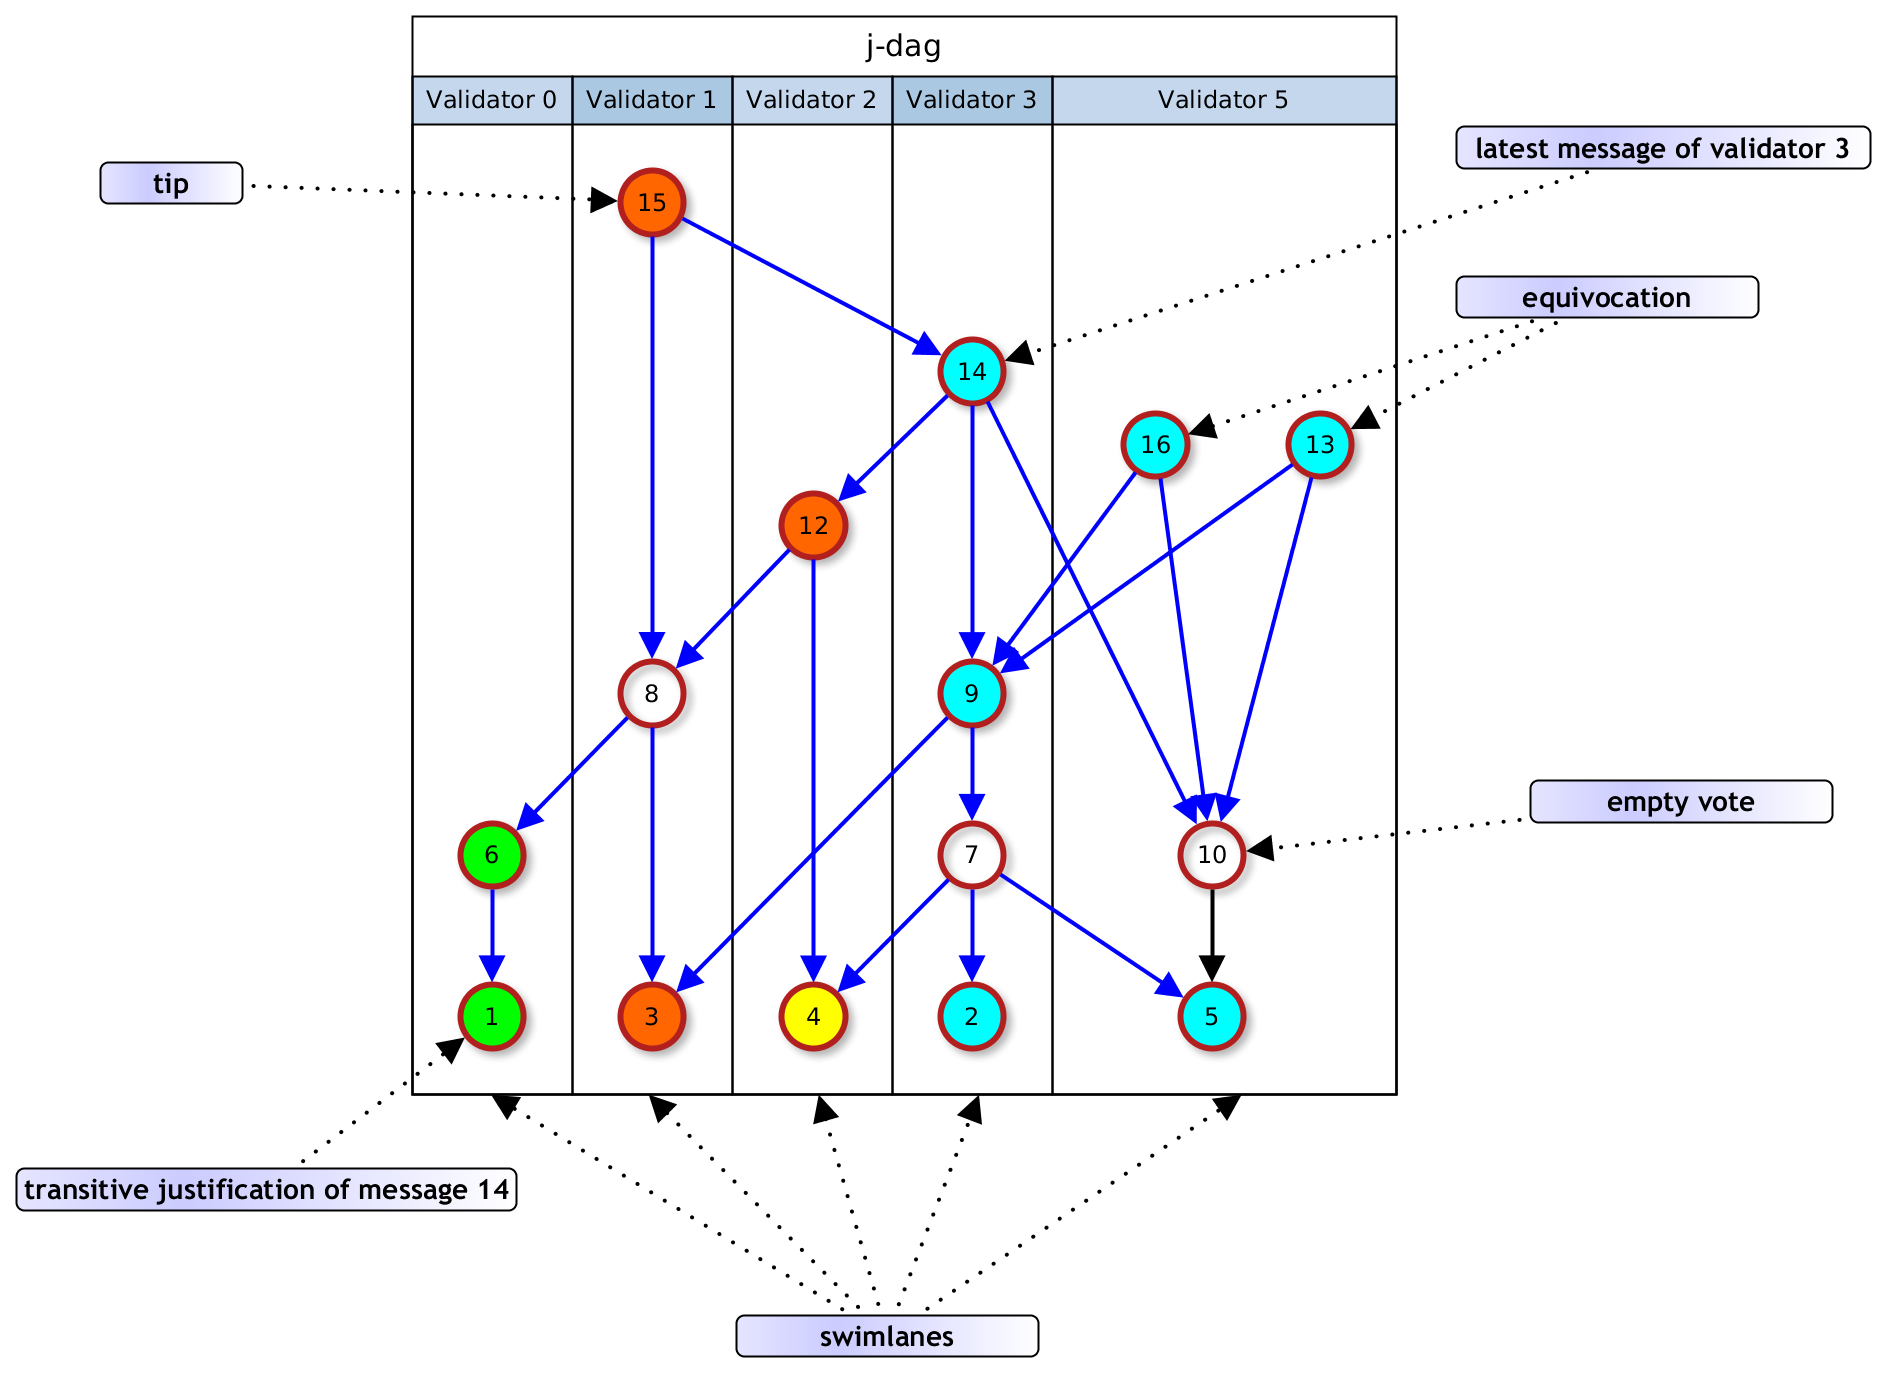 j-dag
Validator 0
Validator 1
Validator 2
Validator 3
Validator 5
latest message of validator 3
tip
15
equivocation
14
16
13
12
8
9
empty vote
6
7
10
1
3
4
2
5
transitive justification of message 14
swimlanes